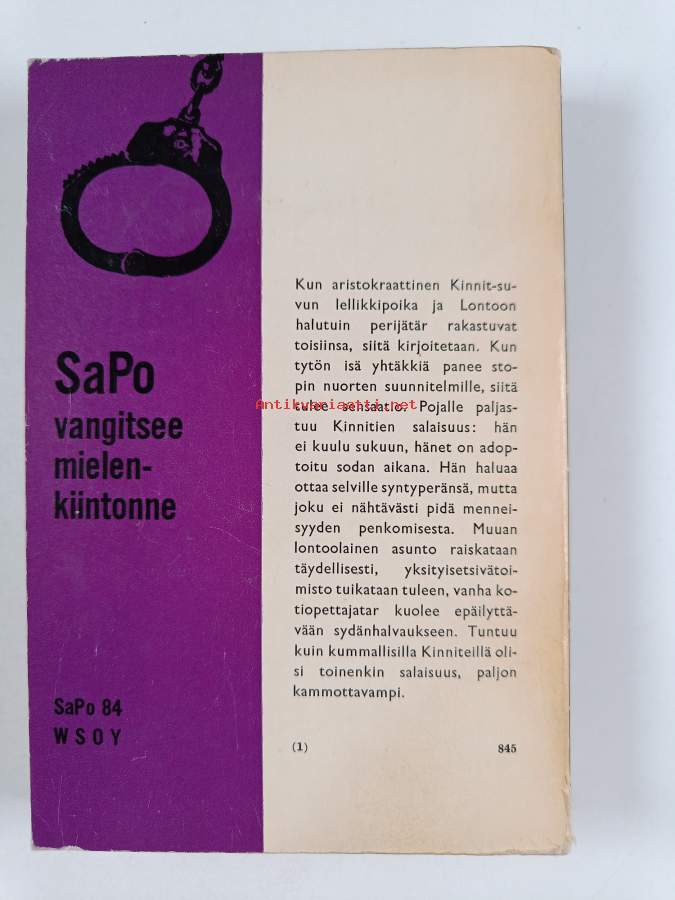 SaPo
vangitsee
mielen-
kiintonne
SaPo 84
WSOY
Kun aristokraattinen Kinnit-su-
vun lellikkipoika ja Lontoon
halutuin perijätär rakastuvat
toisiinsa, siitä kirjoitetaan. Kun
tytön isä yhtäkkiä panee sto-
pin nuorten suunnitelmille, siitä
tulee sensaatio. Pojalle paljas-
Antikvariaatti.net
tuu Kinnitien salaisuus: hän
ei kuulu sukuun, hänet on adop-
toitu sodan aikana. Hän haluaa
ottaa selville syntyperänsä, mutta
joku ei nähtävästi pidä mennei-
syyden penkomisesta. Muuan
lontoolainen asunto raiskataan
täydellisesti, yksityisetsivätoi-
misto tuikataan tuleen, vanha ko-
tiopettajatar kuolee epäilyttä-
vään sydänhalvaukseen. Tuntuu
kuin kummallisilla Kinniteillä oli-
si toinenkin salaisuus, paljon
kammottavampi.
(1) 845